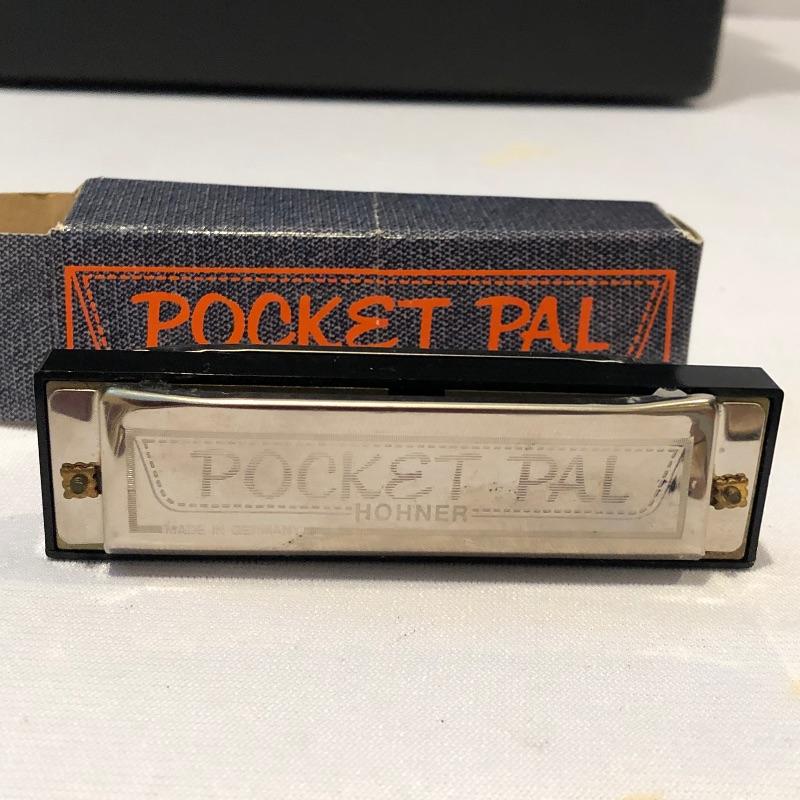 POCKET PAL
POCKET PAL
HOHNER
MADE IN GERMANY